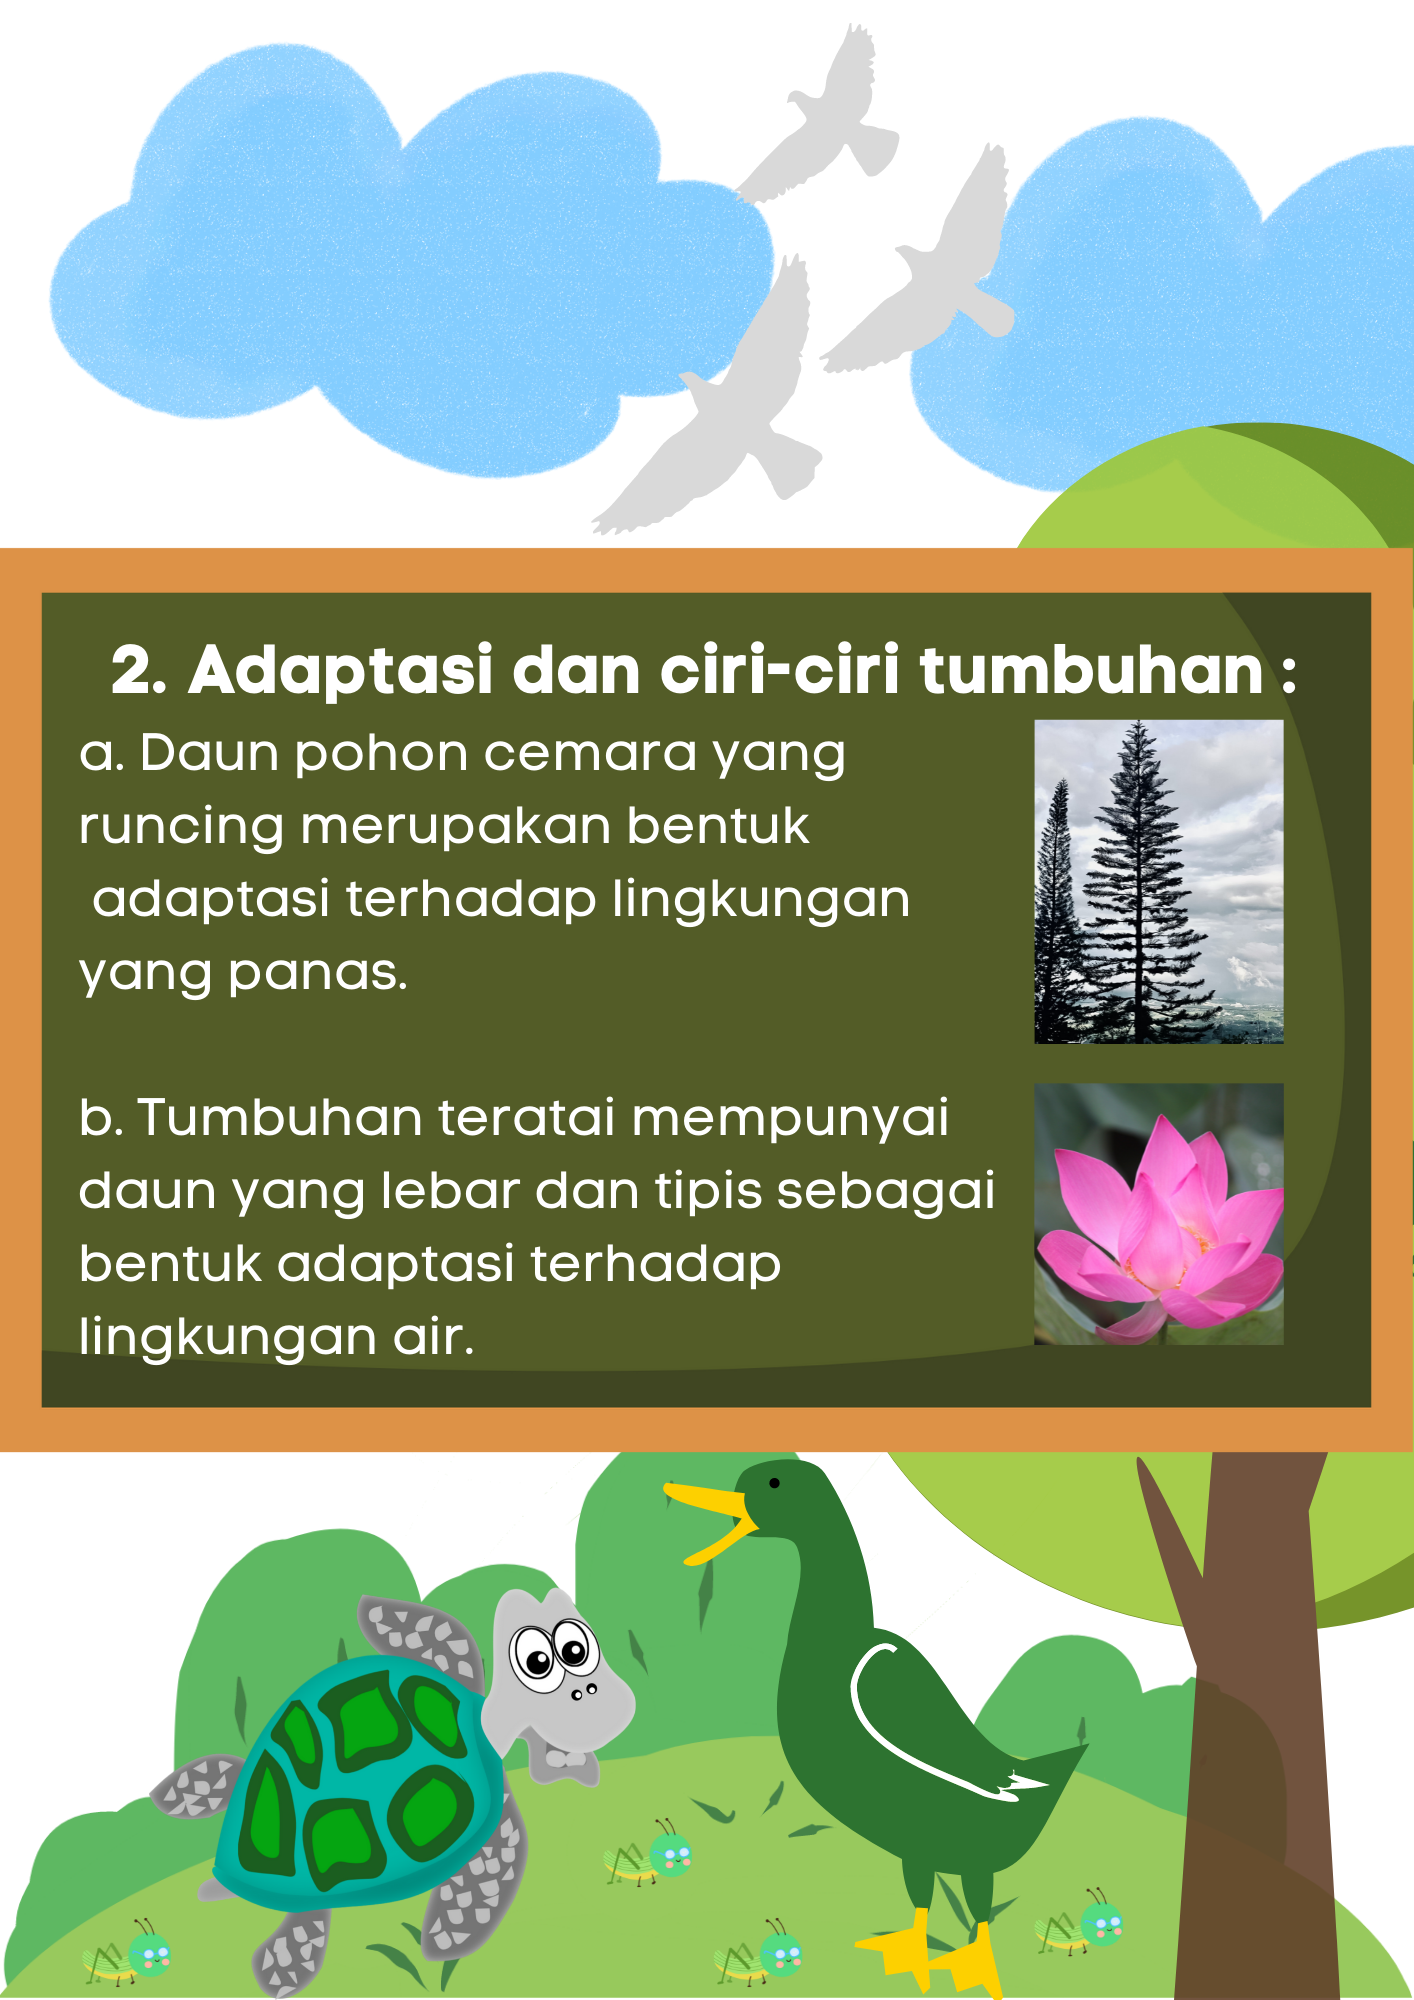 2. Adaptasi dan ciri-ciri tumbuhan :
a. Daun pohon cemara yang
runcing merupakan bentuk
adaptasi terhadap lingkungan
yang panas.
b. Tumbuhan teratai mempunyai
daun yang lebar dan tipis sebagai
bentuk adaptasi terhadap
lingkungan air.